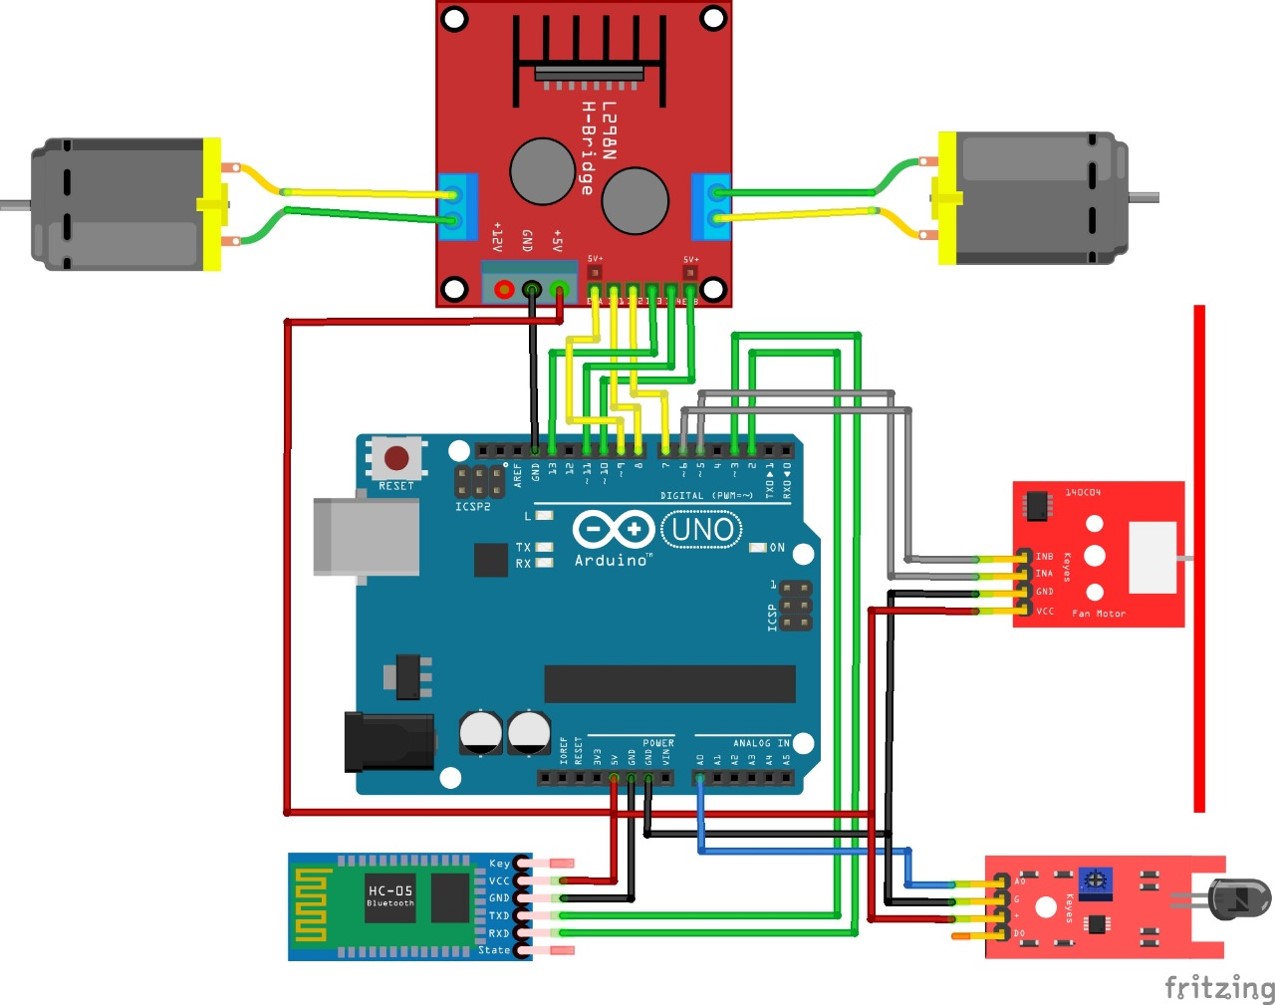 L298N
H-Bridge
+12V
GND
+5V
5V+
5V+
RESET
ICSP2
AREF
GND
13
12
~11
~10
~9
8
7
~6
~5
4
~3
2
TX0▶1
RX0◀0
DIGITAL (PWM=~)
L
TX
RX
Arduino™
UNO
ON
1
ICSP
140C04
INB
INA
GND
VCC
Keyes
Fan Motor
IOREF
RESET
3V3
5V
GND
GND
VIN
POWER
ANALOG IN
A0
A1
A2
A3
A4
A5
HC-05
Bluetooth
Key
VCC
GND
TXD
RXD
State
A0
G
+
D0
Keyes
fritzing